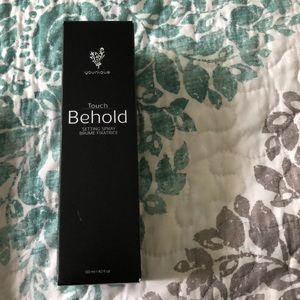 younique
Touch
Behold
SETTING SPRAY
BRUME FIXATRICE